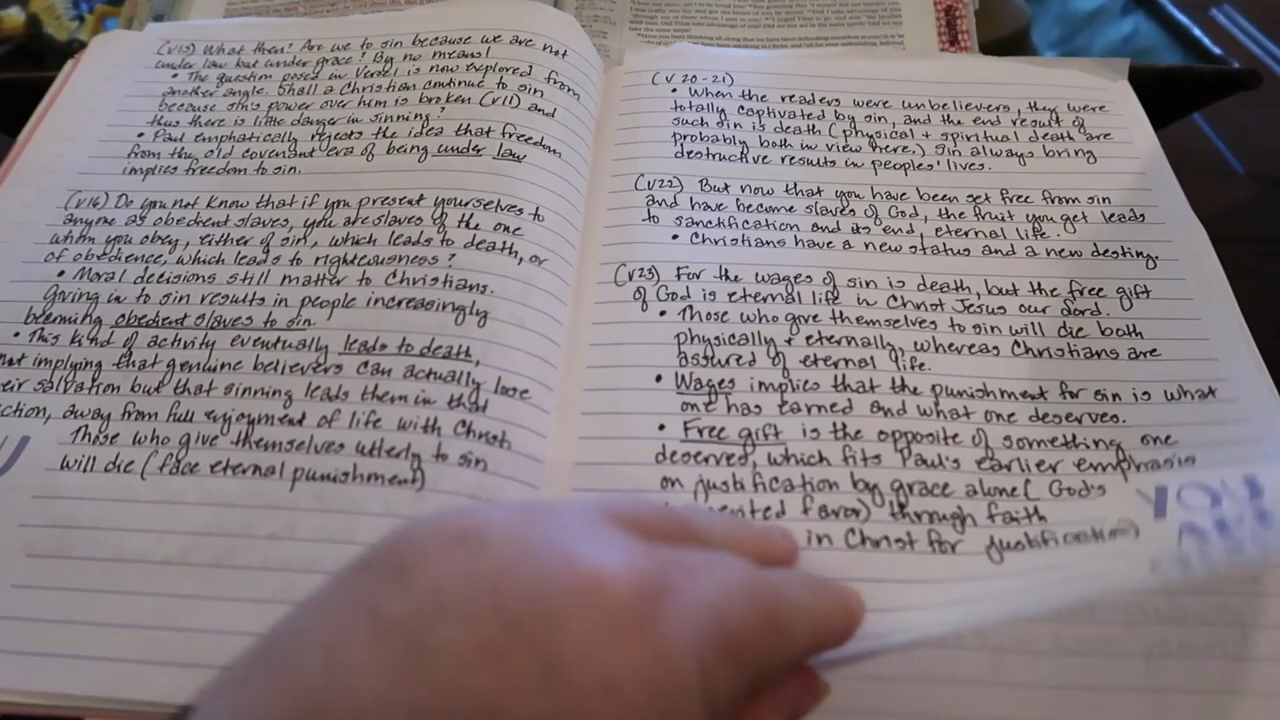 (v15) What then? Are we to sin because we are not
under law but under grace? By no means!
• The question posed in Verse 1 is now explored from
another angle. Shall a Christian continue to sin
because sin's power over him is broken (v11) and
thus there is little danger in sinning?
• Paul emphatically rejects the idea that freedom
from the old covenant era of being under law
implies freedom to sin.
(v16) Do you not know that if you present yourselves to
anyone as obedient slaves, you are slaves of the one
whom you obey, either of sin, which leads to death, or
of obedience, which leads to righteousness?
• Moral decisions still matter to Christians.
Giving in to sin results in people increasingly
becoming obedient slaves to sin.
• This kind of activity eventually leads to death,
not implying that genuine believers can actually lose
eir salvation but that sinning leads them in that
ction, away from full enjoyment of life with Christ
Those who give themselves utterly to sin
will die (face eternal punishment)
(v 20-21)
• When the readers were unbelievers, they were
totally captivated by sin, and the end result of
such sin is death (physical + spiritual death are
probably both in view here.) Sin always bring
destructive results in peoples' lives.
(v22) But now that you have been set free from sin
and have become slaves of God, the fruit you get leads
to sanctification and its end, eternal life.
• Christians have a new status and a new destiny.
(v23) For the wages of sin is death, but the free gift
of God is eternal life in Christ Jesus our Lord.
• Those who give themselves to sin will die both
physically + eternally, whereas Christians are
assured of eternal life.
• Wages implies that the punishment for sin is what
one has earned and what one deserves.
• Free gift is the opposite of something one
deserved, which fits Paul's earlier emphasis
on justification by grace alone (God's
favor) through faith
in Christ for justification)